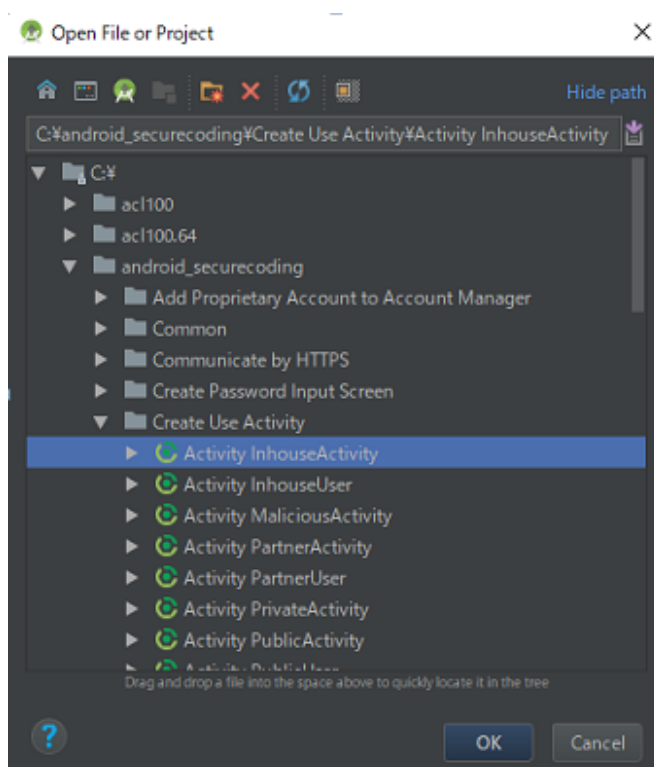 Open File or Project
Hide path
C:¥android_securecoding¥Create Use Activity¥Activity InhouseActivity
C:¥
acl100
acl100.64
android_securecoding
Add Proprietary Account to Account Manager
Common
Communicate by HTTPS
Create Password Input Screen
Create Use Activity
Activity InhouseActivity
Activity InhouseUser
Activity MaliciousActivity
Activity PartnerActivity
Activity PartnerUser
Activity PrivateActivity
Activity PublicActivity
Activity PublicUser
Drag and drop a file into the space above to quickly locate it in the tree
?
OK
Cancel